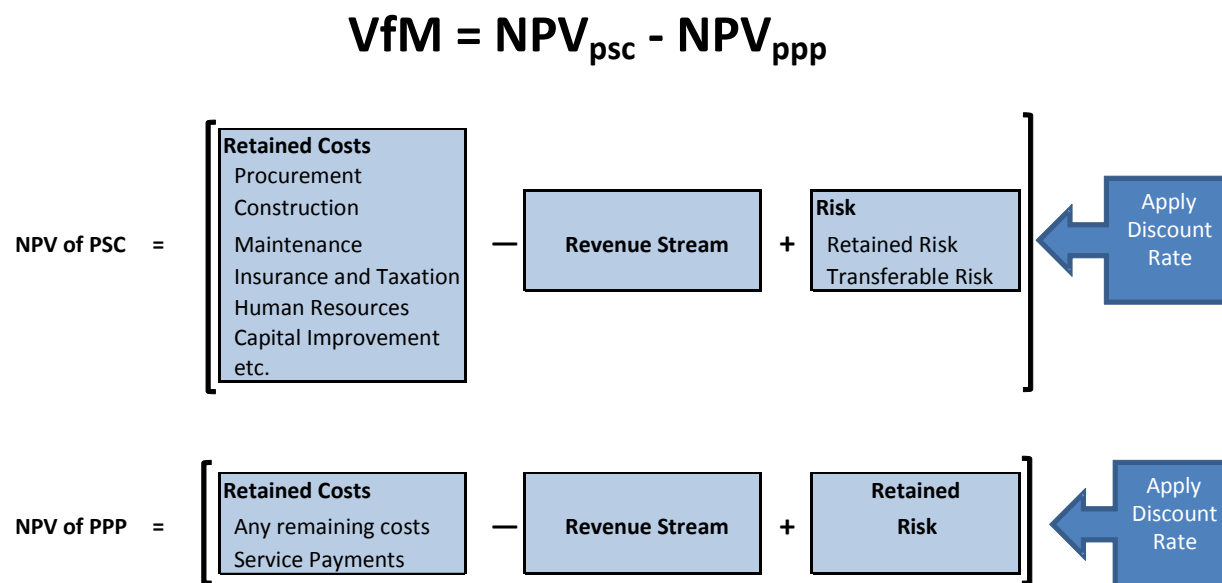 VfM = NPVpsc - NPVppp
Retained Costs
Procurement
Construction
Maintenance
Insurance and Taxation
Human Resources
Capital Improvement
etc.
NPV of PSC =
—
Revenue Stream
+
Risk
Retained Risk
Transferable Risk
Apply
Discount
Rate
NPV of PPP =
Retained Costs
Any remaining costs
Service Payments
—
Revenue Stream
+
Retained
Risk
Apply
Discount
Rate